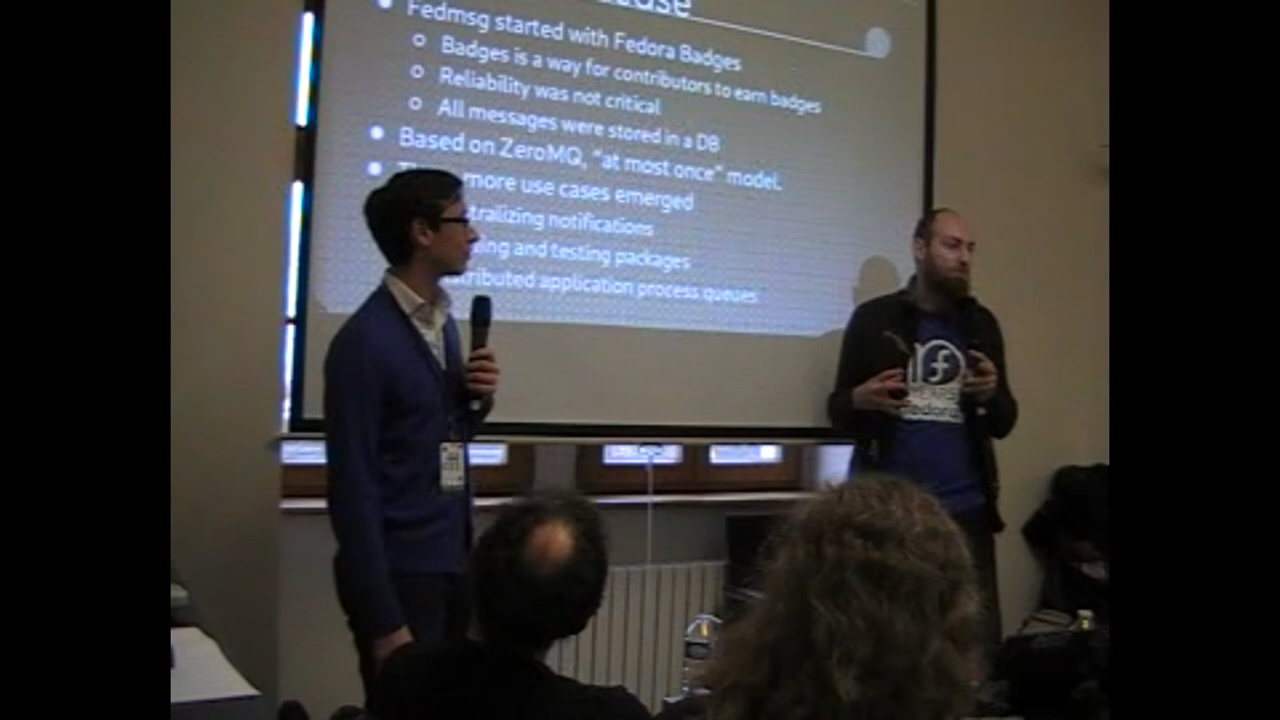 Fedmsg started with Fedora Badges
Badges is a way for contributors to earn badges
Reliability was not critical
All messages were stored in a DB
Based on ZeroMQ, "at most once" model.
more use cases emerged
tralizing notifications
ing and testing packages
stributed application process queues
f
fedora